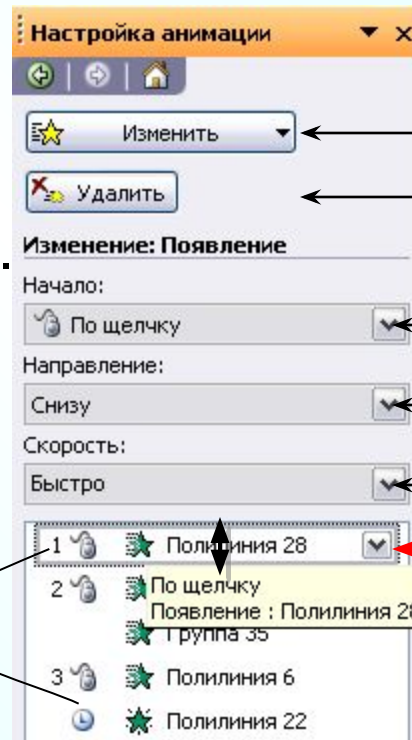 Настройка анимации
Изменить
Удалить
Изменение: Появление
Начало:
По щелчку
Направление:
Снизу
Скорость:
Быстро
1 Полилиния 28
2
По щелчку
Появление : Полилиния 28
Группа 35
3 Полилиния 6
Полилиния 22